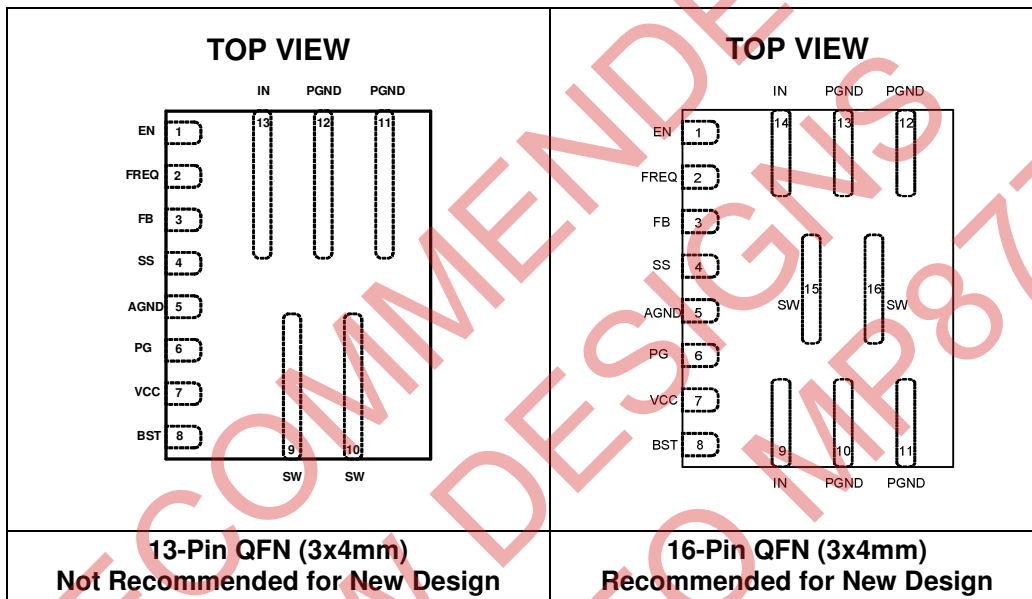 TOP VIEW
IN PGND PGND
13 12 11
EN 1
FREQ 2
FB 3
SS 4
AGND 5
PG 6
VCC 7
BST 8
9 10
SW SW
13-Pin QFN (3x4mm)
Not Recommended for New Design
TOP VIEW
IN PGND PGND
14 13 12
EN 1
FREQ 2
FB 3
SS 4
AGND 5
PG 6
VCC 7
BST 8
15 16
SW SW
9 10 11
IN PGND PGND
16-Pin QFN (3x4mm)
Recommended for New Design
ECOMMENDE
W DESIGNS
O MP87